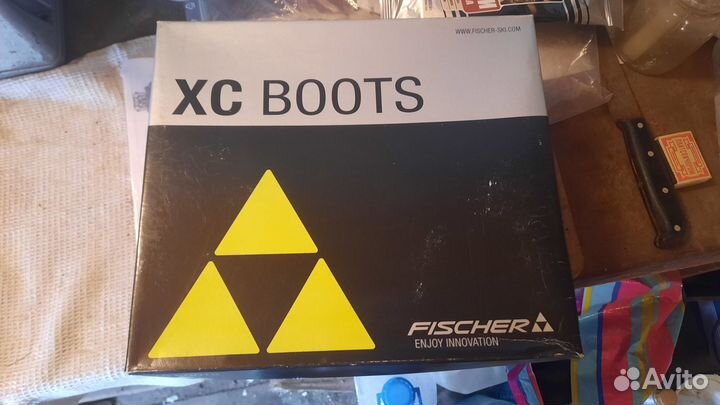 WWW.FISCHER-SKI.COM
XC BOOTS
FISCHER
ENJOY INNOVATION
Avito